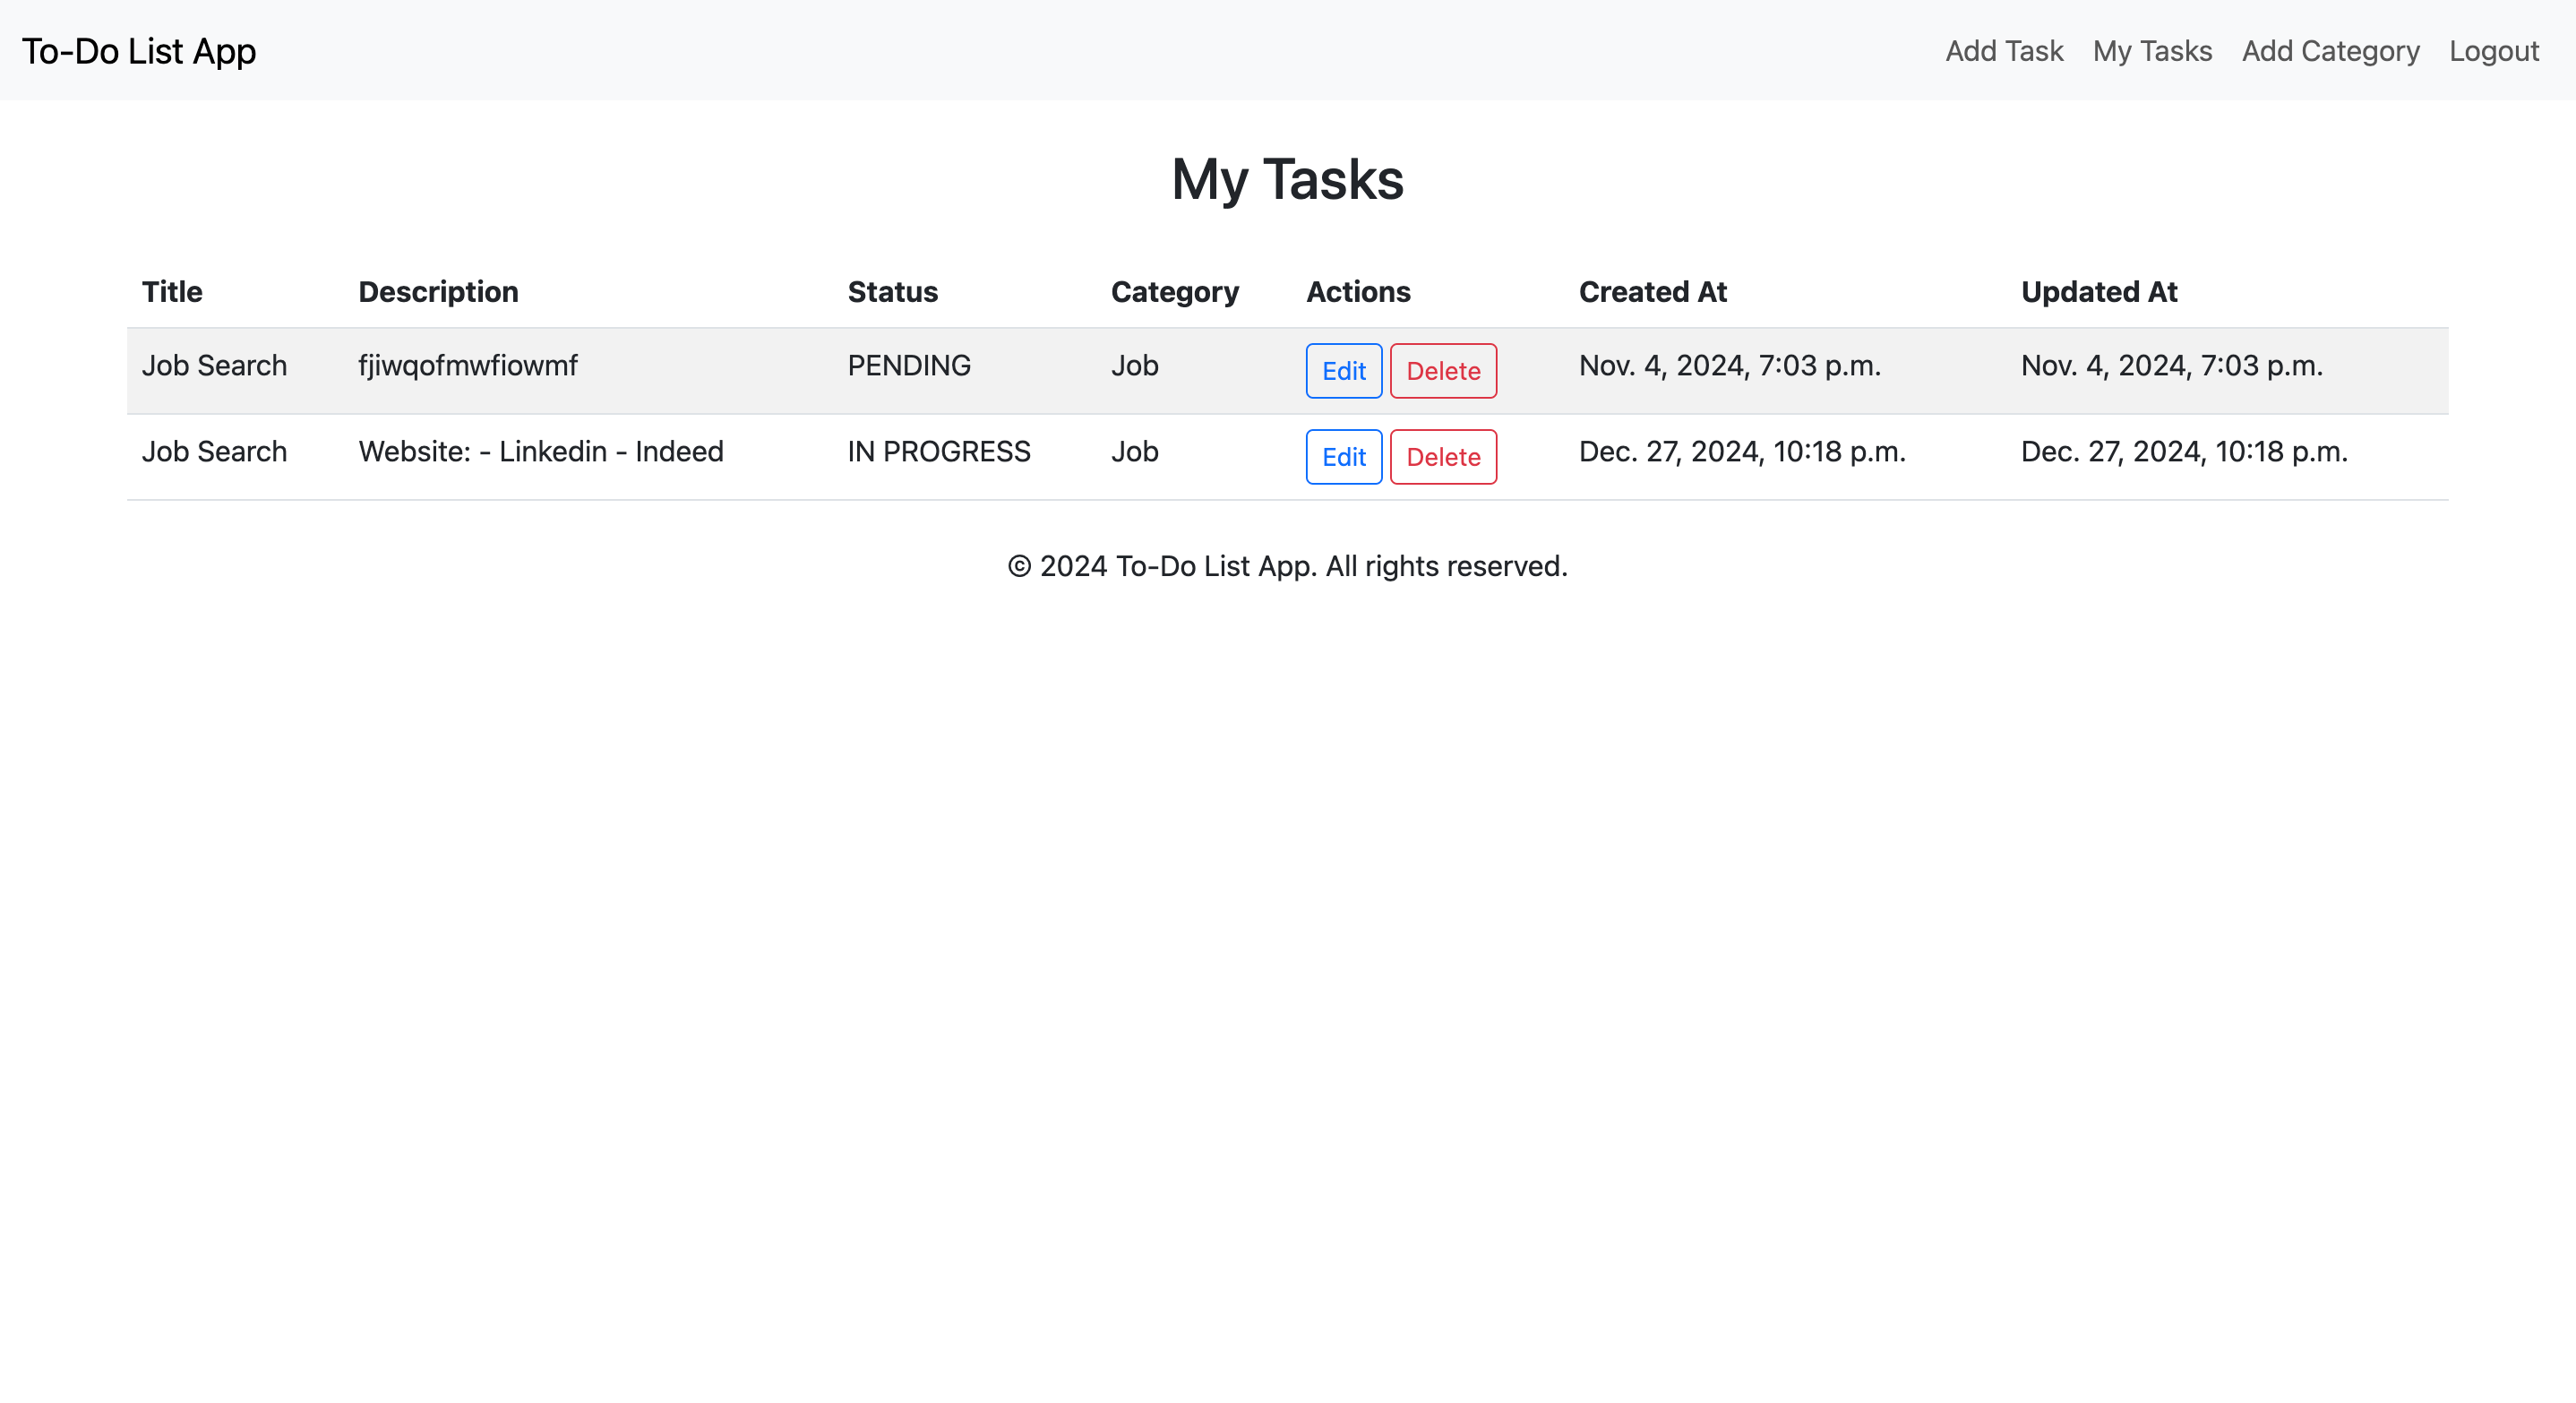 To-Do List App Add Task My Tasks Add Category Logout
My Tasks
Title Description Status Category Actions Created At Updated At
Job Search fjiwqofmwfiowmf PENDING Job Edit Delete Nov. 4, 2024, 7:03 p.m. Nov. 4, 2024, 7:03 p.m.
Job Search Website: - Linkedin - Indeed IN PROGRESS Job Edit Delete Dec. 27, 2024, 10:18 p.m. Dec. 27, 2024, 10:18 p.m.
© 2024 To-Do List App. All rights reserved.